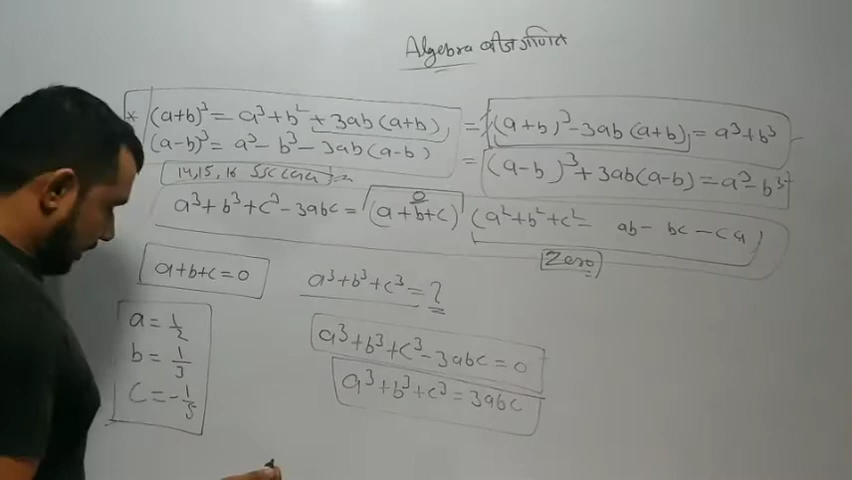 Algebra बीजगणित
* (a+b)³ = a³+b² +3ab(a+b) = (a+b)³-3ab(a+b) = a³+b³
(a-b)³ = a³-b³-3ab(a-b) = (a-b)³+3ab(a-b) = a³-b³
14,15,16 SSC
0
a³+b³+c³-3abc = (a+b+c) (a²+b²+c²- ab- bc -ca)
Zero
a+b+c=0
a³+b³+c³=?
a=1/2
a³+b³+c³-3abc=0
b=1/3
a³+b³+c³=3abc
c=-1/5